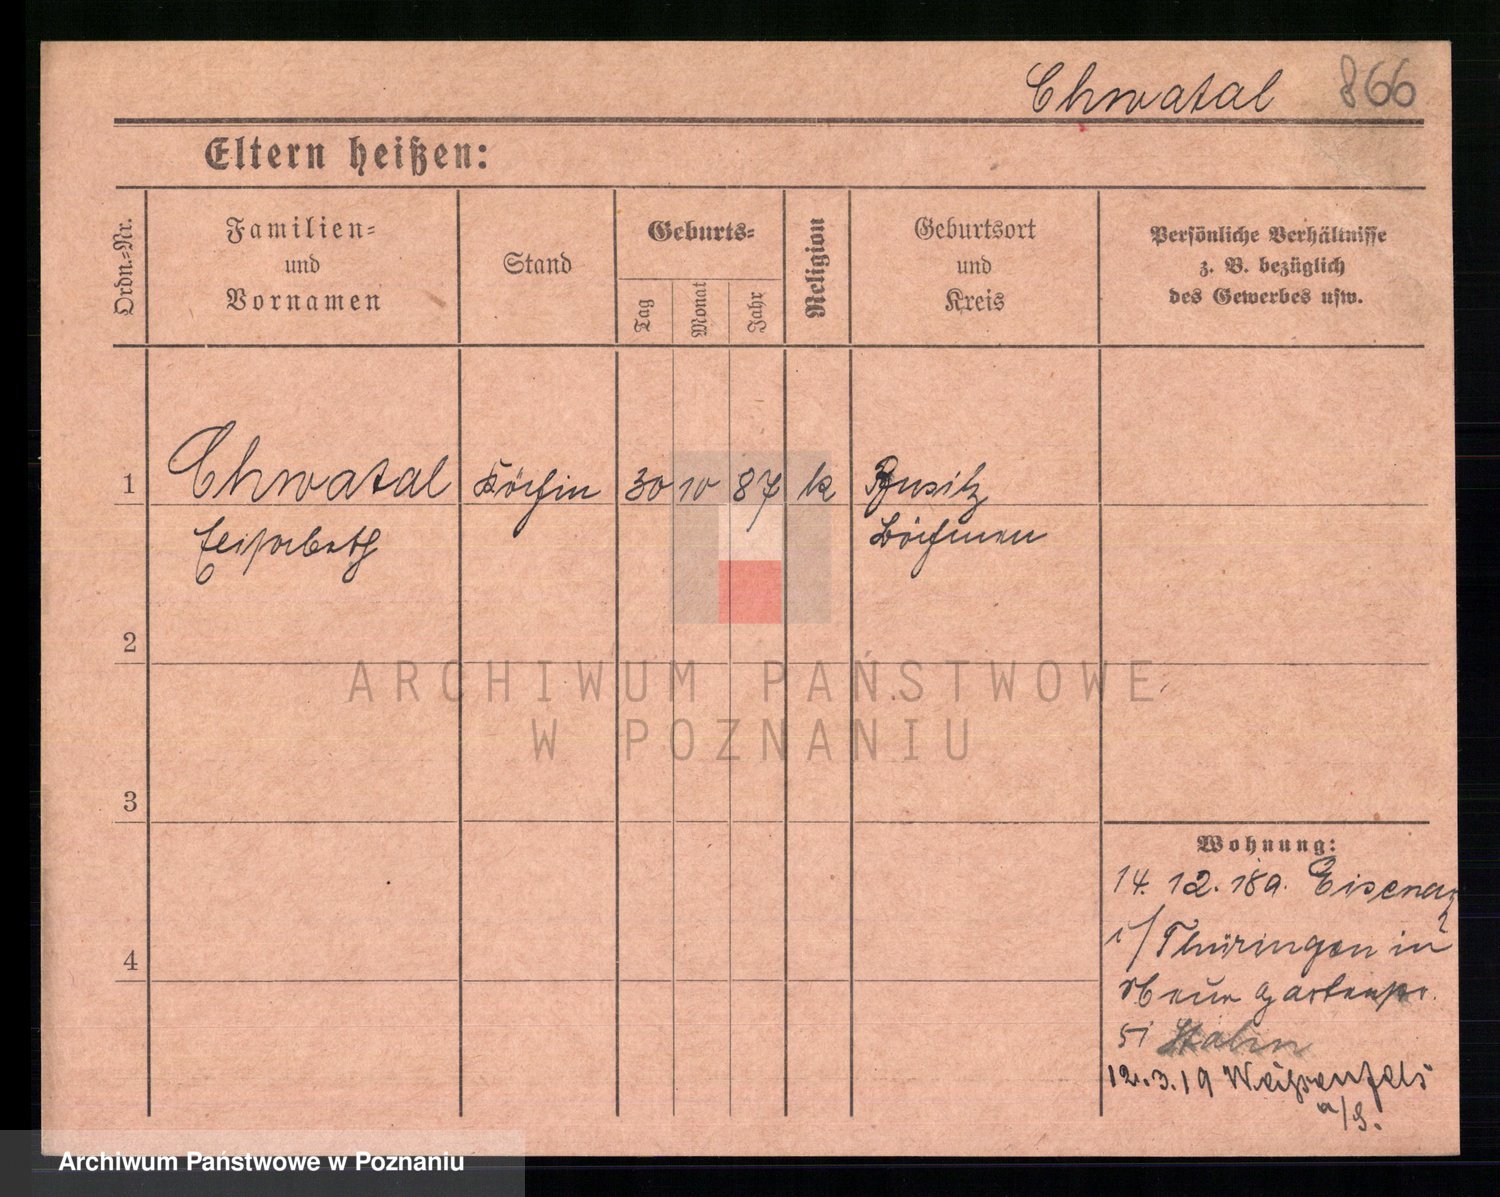 Chwatal 866
Eltern heißen:
Ordn.-Nr.
Familien-
und
Vornamen
Stand
Geburts-
Tag
Monat
Jahr
Religion
Geburtsort
und
Kreis
Persönliche Verhältnisse
z. B. bezüglich
des Gewerbes usw.
1 Chwatal Köchin 30 10 87 k
Elisabeth Böhmen
2
ARCHIWUM PAŃSTWOWE
W POZNANIU
3
Wohnung:
14. 12. 18 a. Eisenach
i/Thüringen in
4
12.3.19 Weißenfels
a/S.
Archiwum Państwowe w Poznaniu